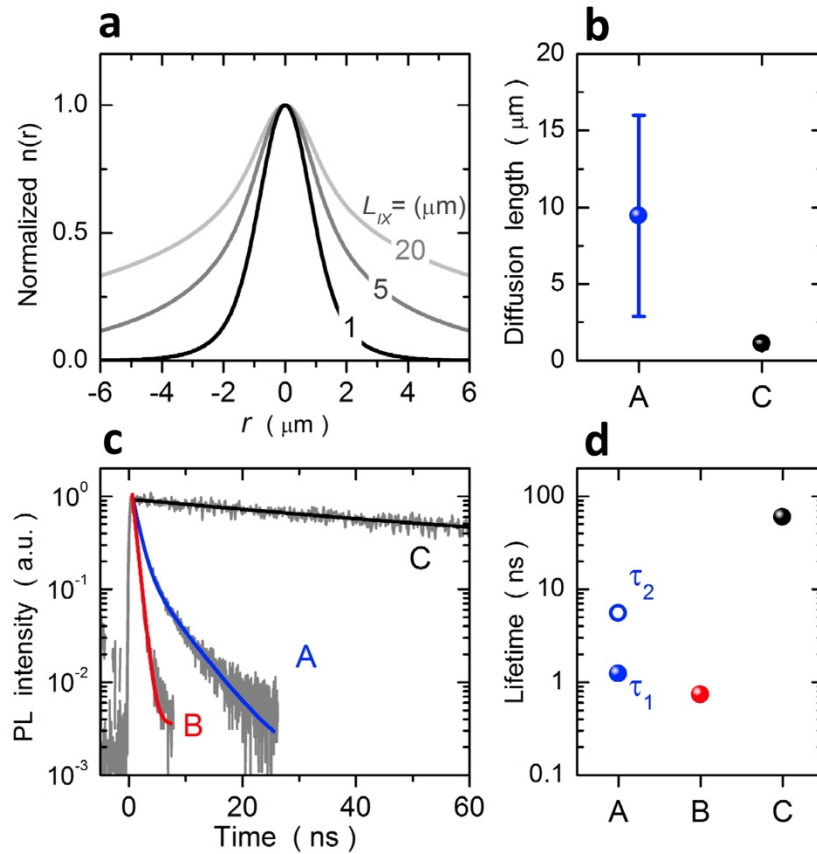 a
Normalized n(r)
1.0
0.5
0.0
L_IX = (μm)
20
5
1
-6 -4 -2 0 2 4 6
r ( μm )
b
Diffusion length ( μm )
20
15
10
5
0
A C
c
PL intensity ( a.u. )
10^0
10^-1
10^-2
10^-3
C
A
B
0 20 40 60
Time ( ns )
d
Lifetime ( ns )
100
10
1
0.1
τ_2
τ_1
A B C